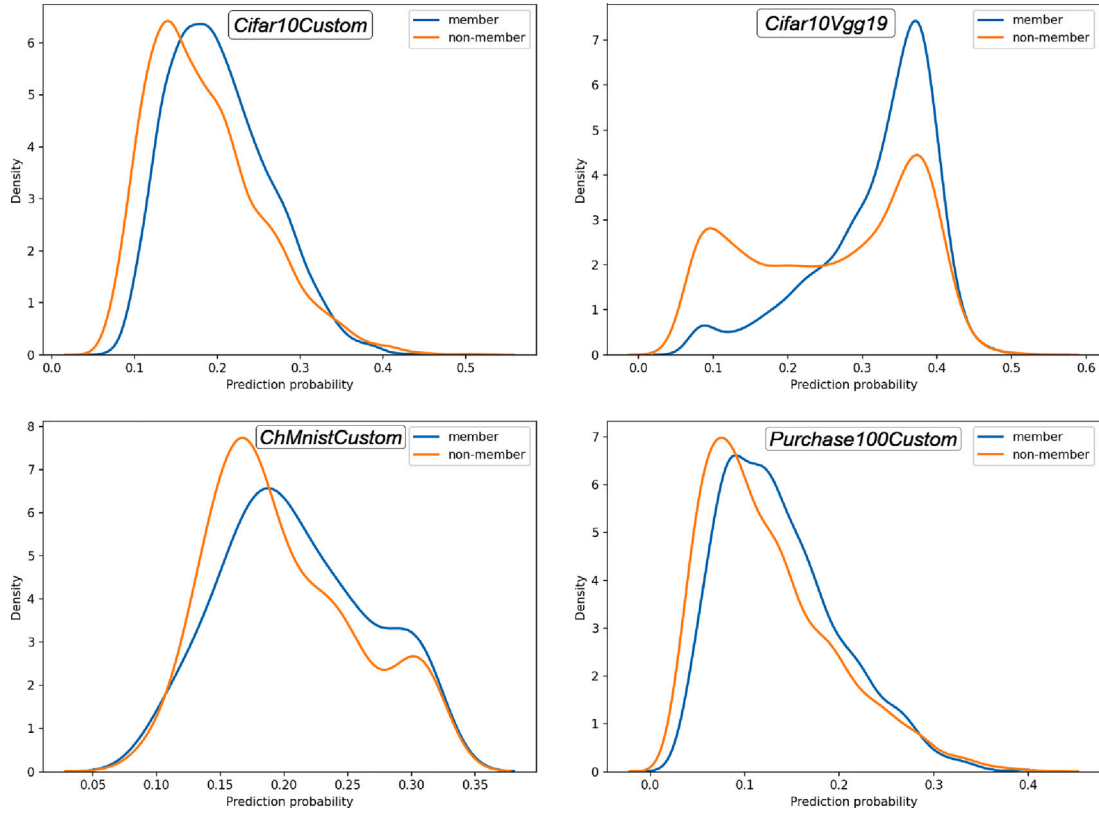 Cifar10Custom
member
non-member
Density
6
5
4
3
2
1
0
0.0 0.1 0.2 0.3 0.4 0.5
Prediction probability
Cifar10Vgg19
member
non-member
Density
7
6
5
4
3
2
1
0
0.0 0.1 0.2 0.3 0.4 0.5 0.6
Prediction probability
ChMnistCustom
member
non-member
Density
8
7
6
5
4
3
2
1
0
0.05 0.10 0.15 0.20 0.25 0.30 0.35
Prediction probability
Purchase100Custom
member
non-member
Density
7
6
5
4
3
2
1
0
0.0 0.1 0.2 0.3 0.4
Prediction probability